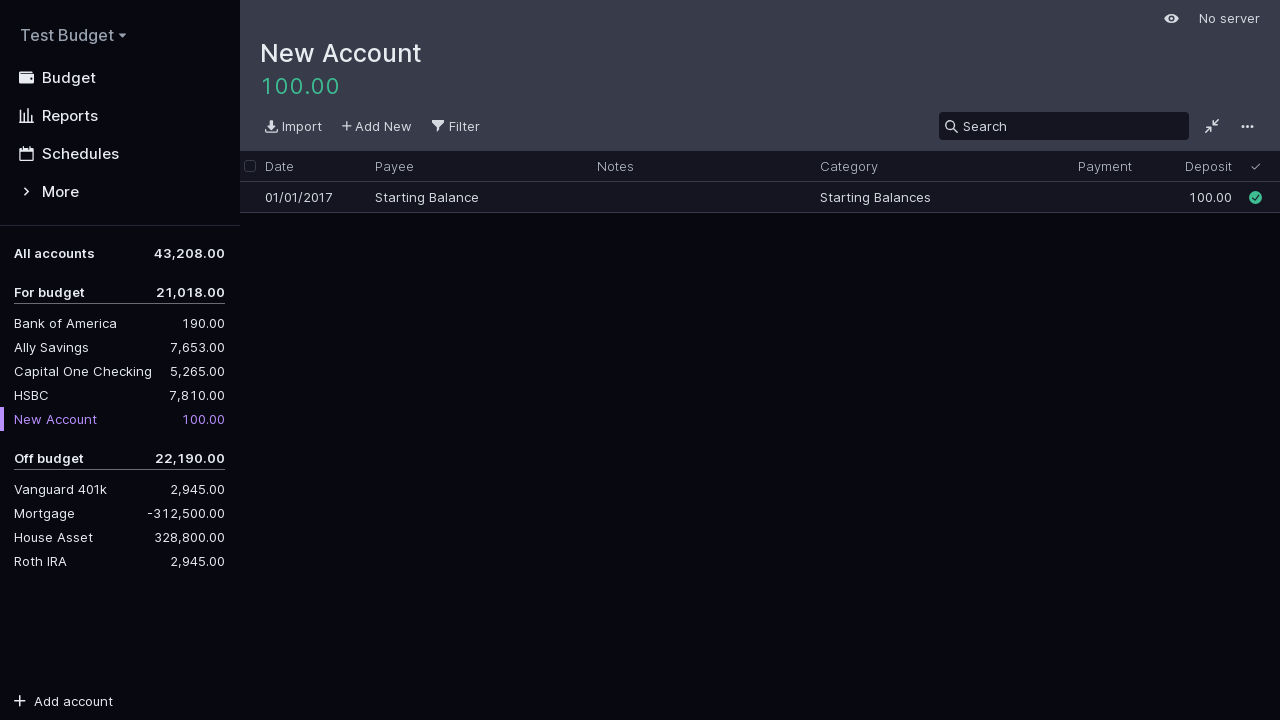 Test Budget
Budget
Reports
Schedules
More
All accounts 43,208.00
For budget 21,018.00
Bank of America 190.00
Ally Savings 7,653.00
Capital One Checking 5,265.00
HSBC 7,810.00
New Account 100.00
Off budget 22,190.00
Vanguard 401k 2,945.00
Mortgage -312,500.00
House Asset 328,800.00
Roth IRA 2,945.00
Add account
No server
New Account
100.00
Import Add New Filter Search
Date Payee Notes Category Payment Deposit
01/01/2017 Starting Balance Starting Balances 100.00